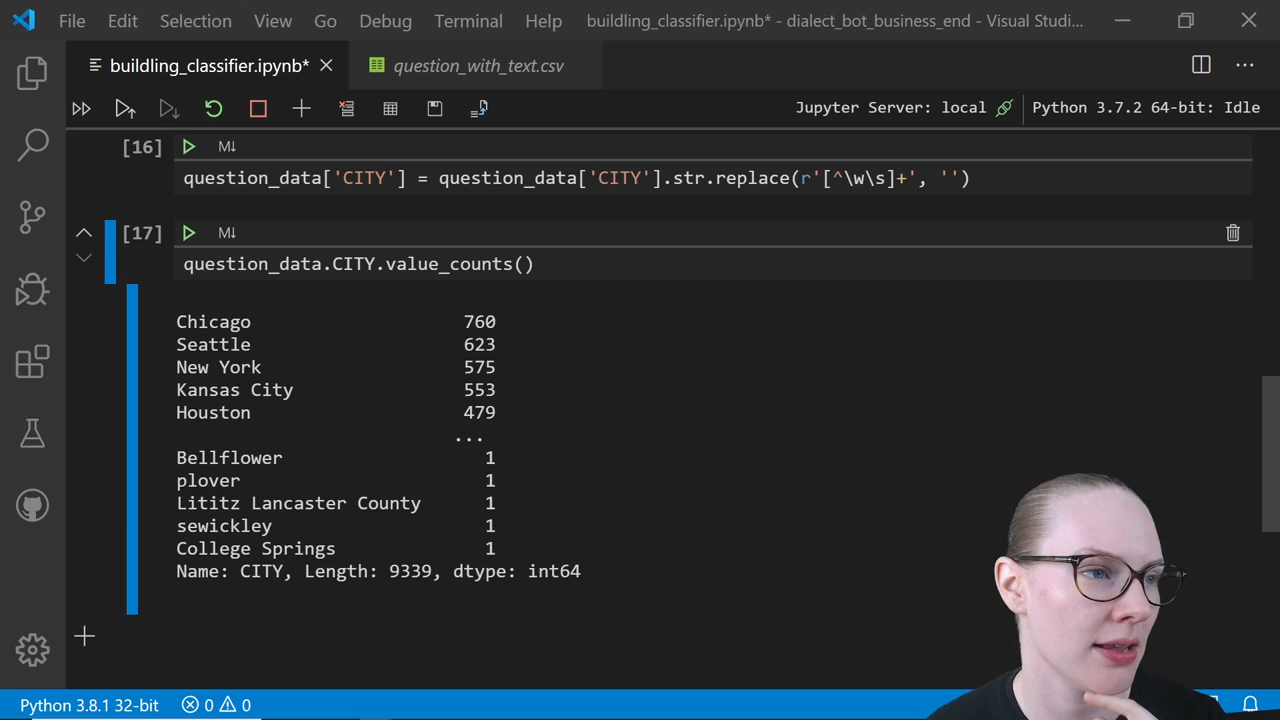 File Edit Selection View Go Debug Terminal Help buildling_classifier.ipynb* - dialect_bot_business_end - Visual Studi...
buildling_classifier.ipynb* question_with_text.csv
Jupyter Server: local Python 3.7.2 64-bit: Idle
[16] M↓
question_data['CITY'] = question_data['CITY'].str.replace(r'[^\w\s]+', '')
[17] M↓
question_data.CITY.value_counts()
Chicago 760
Seattle 623
New York 575
Kansas City 553
Houston 479
...
Bellflower 1
plover 1
Lititz Lancaster County 1
sewickley 1
College Springs 1
Name: CITY, Length: 9339, dtype: int64
Python 3.8.1 32-bit 0 0